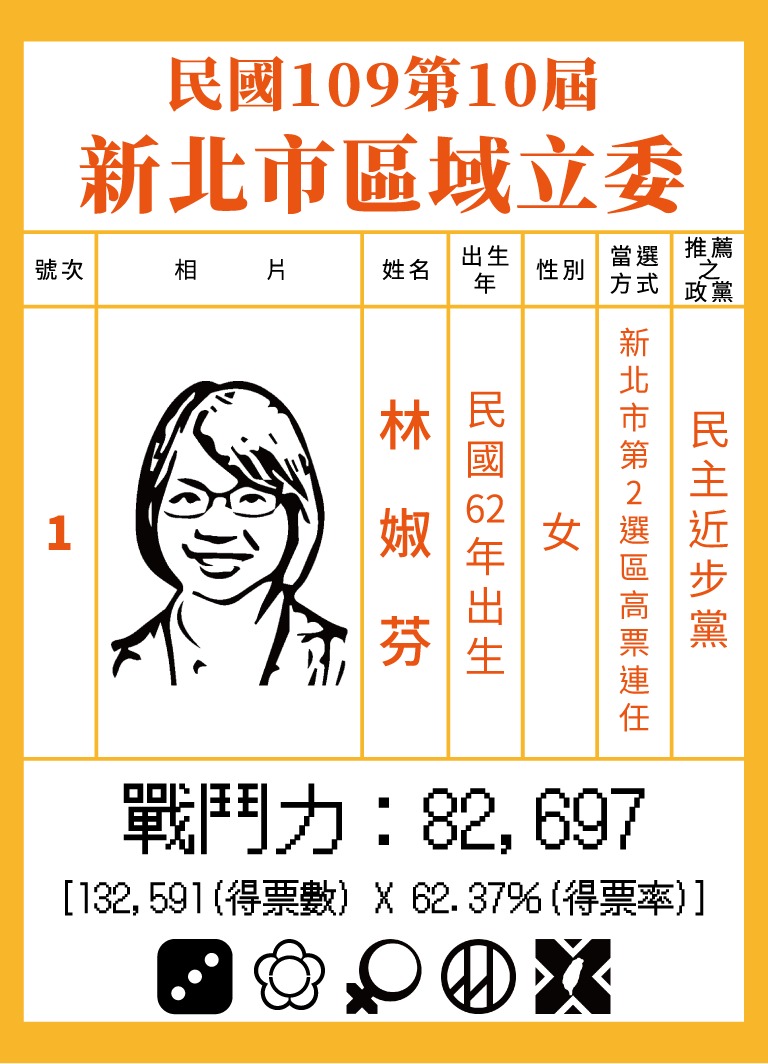 民國109第10屆
新北市區域立委
號次
相片
姓名
出生年
性別
當選方式
推薦之政黨
1
林淑芬
民國62年出生
女
新北市第2選區高票連任
民主近步黨
戰鬥力：82,697
[132,591(得票數) X 62.37%(得票率)]